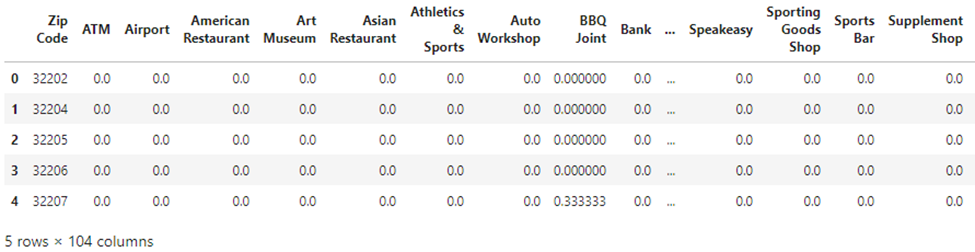 Zip Code ATM Airport American Restaurant Art Museum Asian Restaurant Athletics & Sports Auto Workshop BBQ Joint Bank ... Speakeasy Sporting Goods Shop Sports Bar Supplement Shop
0 32202 0.0 0.0 0.0 0.0 0.0 0.0 0.0 0.000000 0.0 ... 0.0 0.0 0.0 0.0
1 32204 0.0 0.0 0.0 0.0 0.0 0.0 0.0 0.000000 0.0 ... 0.0 0.0 0.0 0.0
2 32205 0.0 0.0 0.0 0.0 0.0 0.0 0.0 0.000000 0.0 ... 0.0 0.0 0.0 0.0
3 32206 0.0 0.0 0.0 0.0 0.0 0.0 0.0 0.000000 0.0 ... 0.0 0.0 0.0 0.0
4 32207 0.0 0.0 0.0 0.0 0.0 0.0 0.0 0.333333 0.0 ... 0.0 0.0 0.0 0.0
5 rows × 104 columns